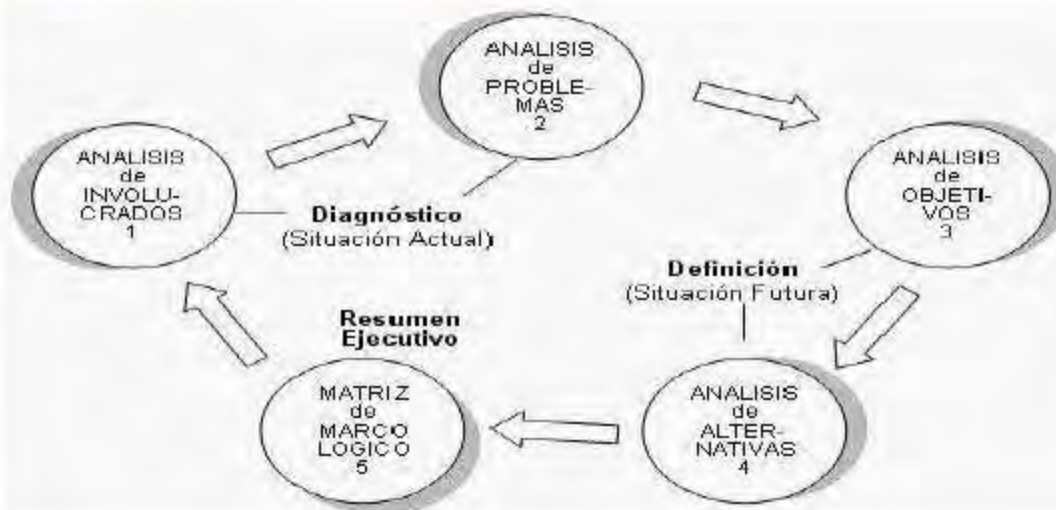 ANALISIS
de
INVOLU-
CRADOS
1
ANALISIS
de
PROBLE-
MAS
2
Diagnóstico
(Situación Actual)
ANALISIS
de
OBJETI-
VOS
3
Definición
(Situación Futura)
ANALISIS
de
ALTER-
NATIVAS
4
Resumen
Ejecutivo
MATRIZ
de
MARCO
LOGICO
5